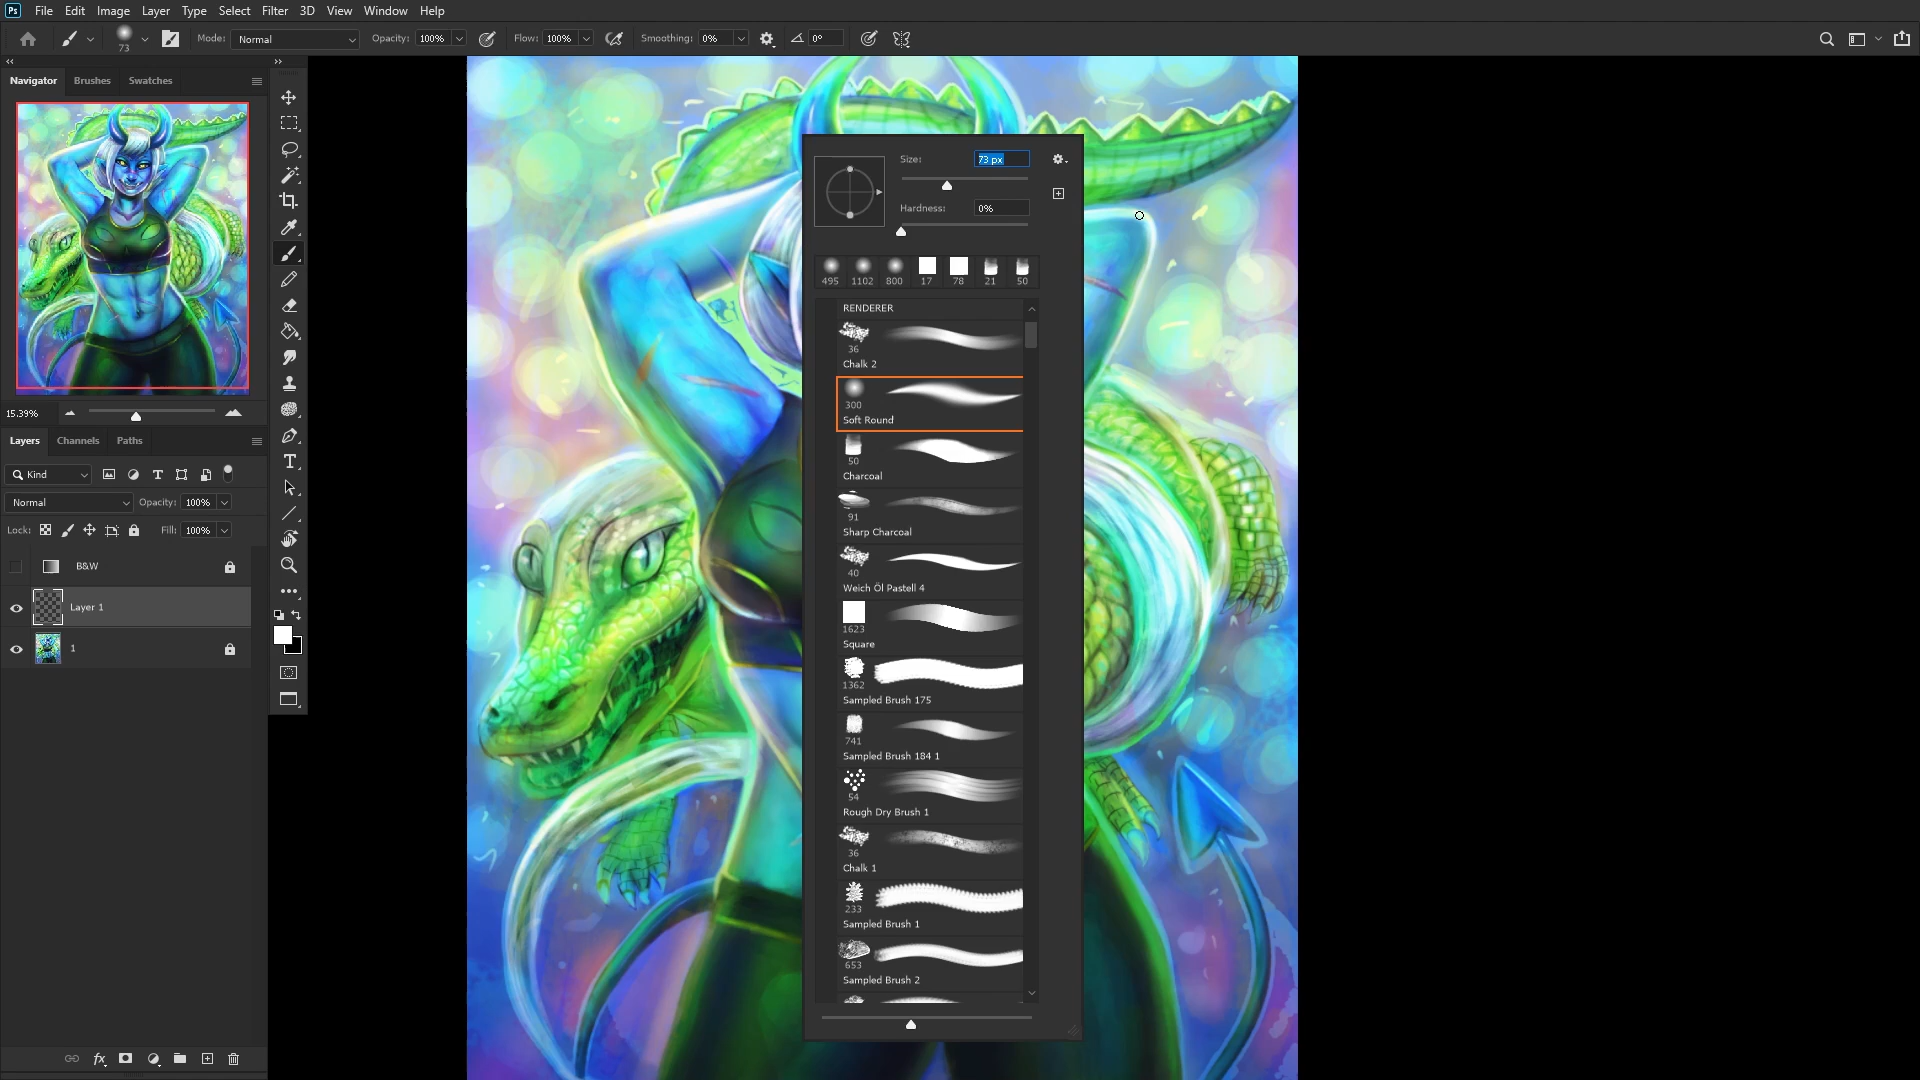 Ps File Edit Image Layer Type Select Filter 3D View Window Help
73 Mode: Normal Opacity: 100% Flow: 100% Smoothing: 0% 0°
Navigator Brushes Swatches
15.39%
Layers Channels Paths
Kind
Normal Opacity: 100%
Lock: Fill: 100%
B&W
Layer 1
1
fx
Size: 73 px
Hardness: 0%
495 1102 800 17 78 21 50
RENDERER
36
Chalk 2
300
Soft Round
50
Charcoal
91
Sharp Charcoal
40
Weich Öl Pastell 4
1623
Square
1362
Sampled Brush 175
741
Sampled Brush 184 1
54
Rough Dry Brush 1
36
Chalk 1
233
Sampled Brush 1
653
Sampled Brush 2